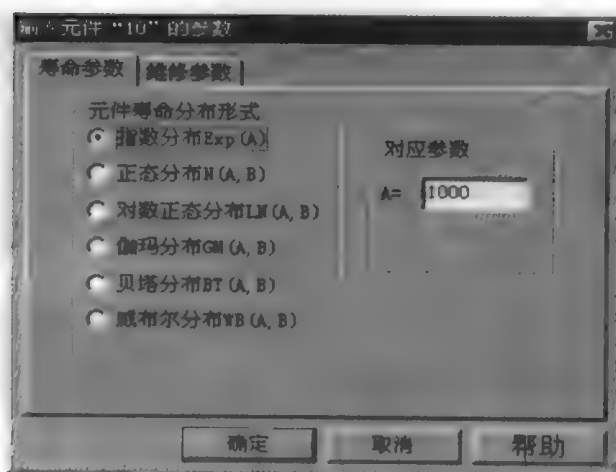 输入元件“10”的参数
寿命参数 维修参数
元件寿命分布形式
指数分布Exp(A)
正态分布N(A,B)
对数正态分布LN(A,B)
伽玛分布GM(A,B)
贝塔分布BT(A,B)
威布尔分布WB(A,B)
对应参数
A= 1000
确定 取消 帮助